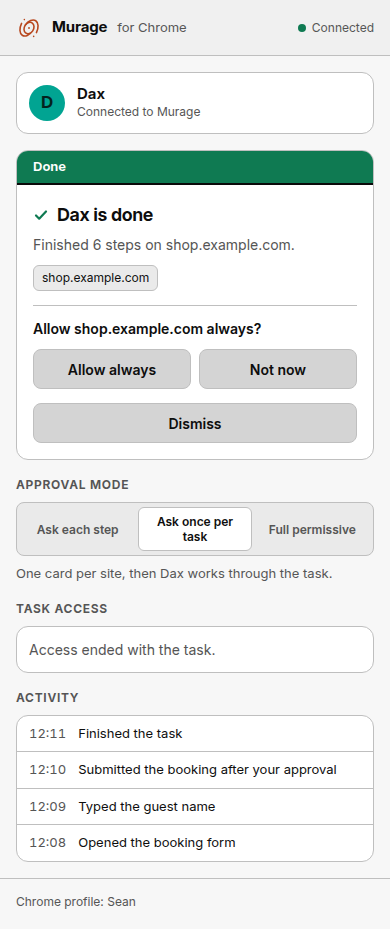 Murage for Chrome
Connected
D
Dax
Connected to Murage
Done
Dax is done
Finished 6 steps on shop.example.com.
shop.example.com
Allow shop.example.com always?
Allow always
Not now
Dismiss
APPROVAL MODE
Ask each step
Ask once per
task
Full permissive
One card per site, then Dax works through the task.
TASK ACCESS
Access ended with the task.
ACTIVITY
12:11 Finished the task
12:10 Submitted the booking after your approval
12:09 Typed the guest name
12:08 Opened the booking form
Chrome profile: Sean